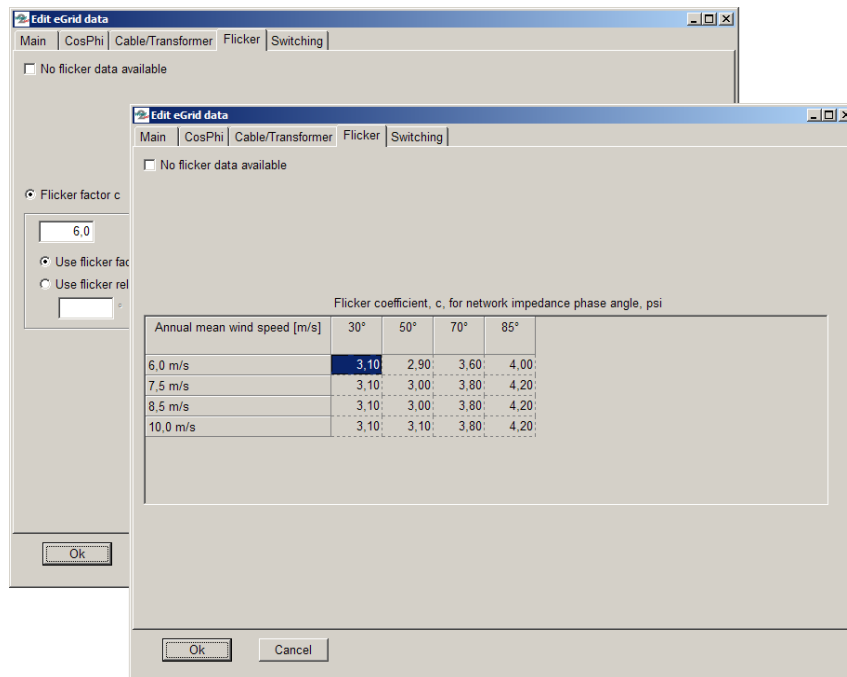 Edit eGrid data
Main CosPhi Cable/Transformer Flicker Switching
No flicker data available
Flicker factor c
6,0
Use flicker fac
Use flicker rel
Ok
Edit eGrid data
Main CosPhi Cable/Transformer Flicker Switching
No flicker data available
Flicker coefficient, c, for network impedance phase angle, psi
Annual mean wind speed [m/s] 30° 50° 70° 85°
6,0 m/s 3,10 2,90 3,60 4,00
7,5 m/s 3,10 3,00 3,80 4,20
8,5 m/s 3,10 3,00 3,80 4,20
10,0 m/s 3,10 3,10 3,80 4,20
Ok Cancel